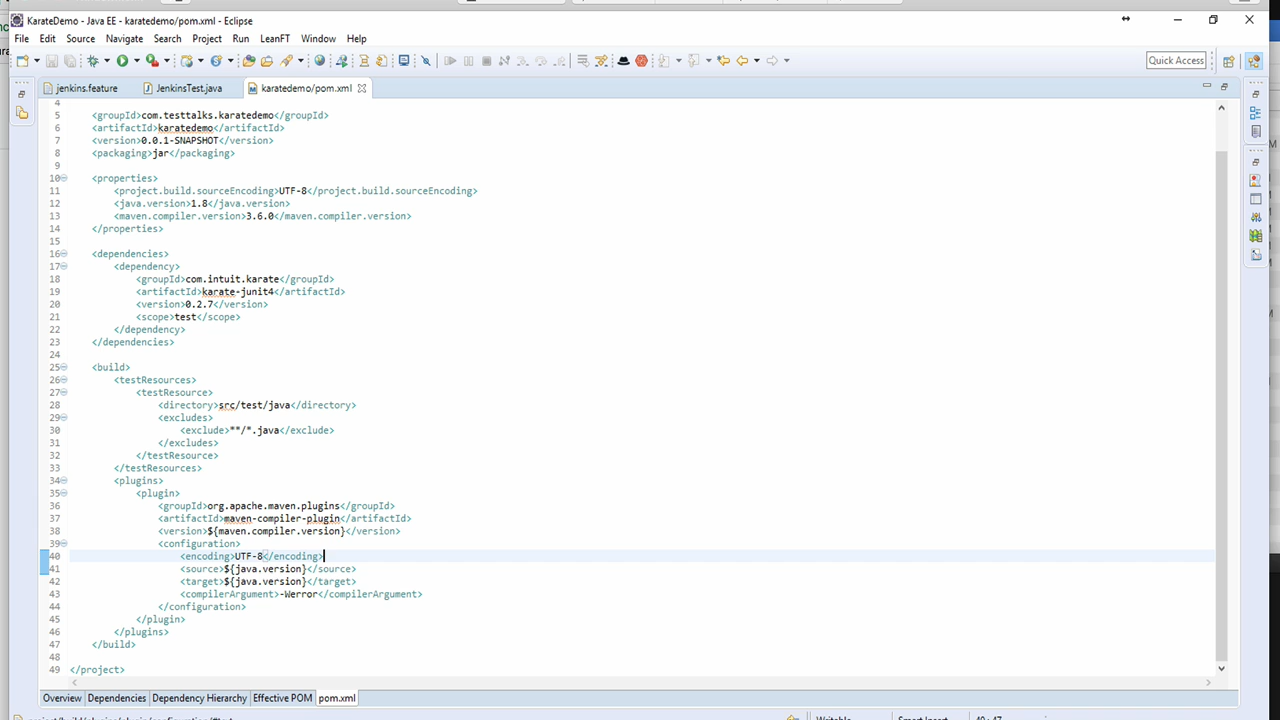 KarateDemo - Java EE - karatedemo/pom.xml - Eclipse
File Edit Source Navigate Search Project Run LeanFT Window Help
Quick Access
jenkins.feature JenkinsTest.java karatedemo/pom.xml
4
5 <groupId>com.testtalks.karatedemo</groupId>
6 <artifactId>karatedemo</artifactId>
7 <version>0.0.1-SNAPSHOT</version>
8 <packaging>jar</packaging>
9
10 <properties>
11 <project.build.sourceEncoding>UTF-8</project.build.sourceEncoding>
12 <java.version>1.8</java.version>
13 <maven.compiler.version>3.6.0</maven.compiler.version>
14 </properties>
15
16 <dependencies>
17 <dependency>
18 <groupId>com.intuit.karate</groupId>
19 <artifactId>karate-junit4</artifactId>
20 <version>0.2.7</version>
21 <scope>test</scope>
22 </dependency>
23 </dependencies>
24
25 <build>
26 <testResources>
27 <testResource>
28 <directory>src/test/java</directory>
29 <excludes>
30 <exclude>**/*.java</exclude>
31 </excludes>
32 </testResource>
33 </testResources>
34 <plugins>
35 <plugin>
36 <groupId>org.apache.maven.plugins</groupId>
37 <artifactId>maven-compiler-plugin</artifactId>
38 <version>${maven.compiler.version}</version>
39 <configuration>
40 <encoding>UTF-8</encoding>
41 <source>${java.version}</source>
42 <target>${java.version}</target>
43 <compilerArgument>-Werror</compilerArgument>
44 </configuration>
45 </plugin>
46 </plugins>
47 </build>
48
49 </project>
Overview Dependencies Dependency Hierarchy Effective POM pom.xml